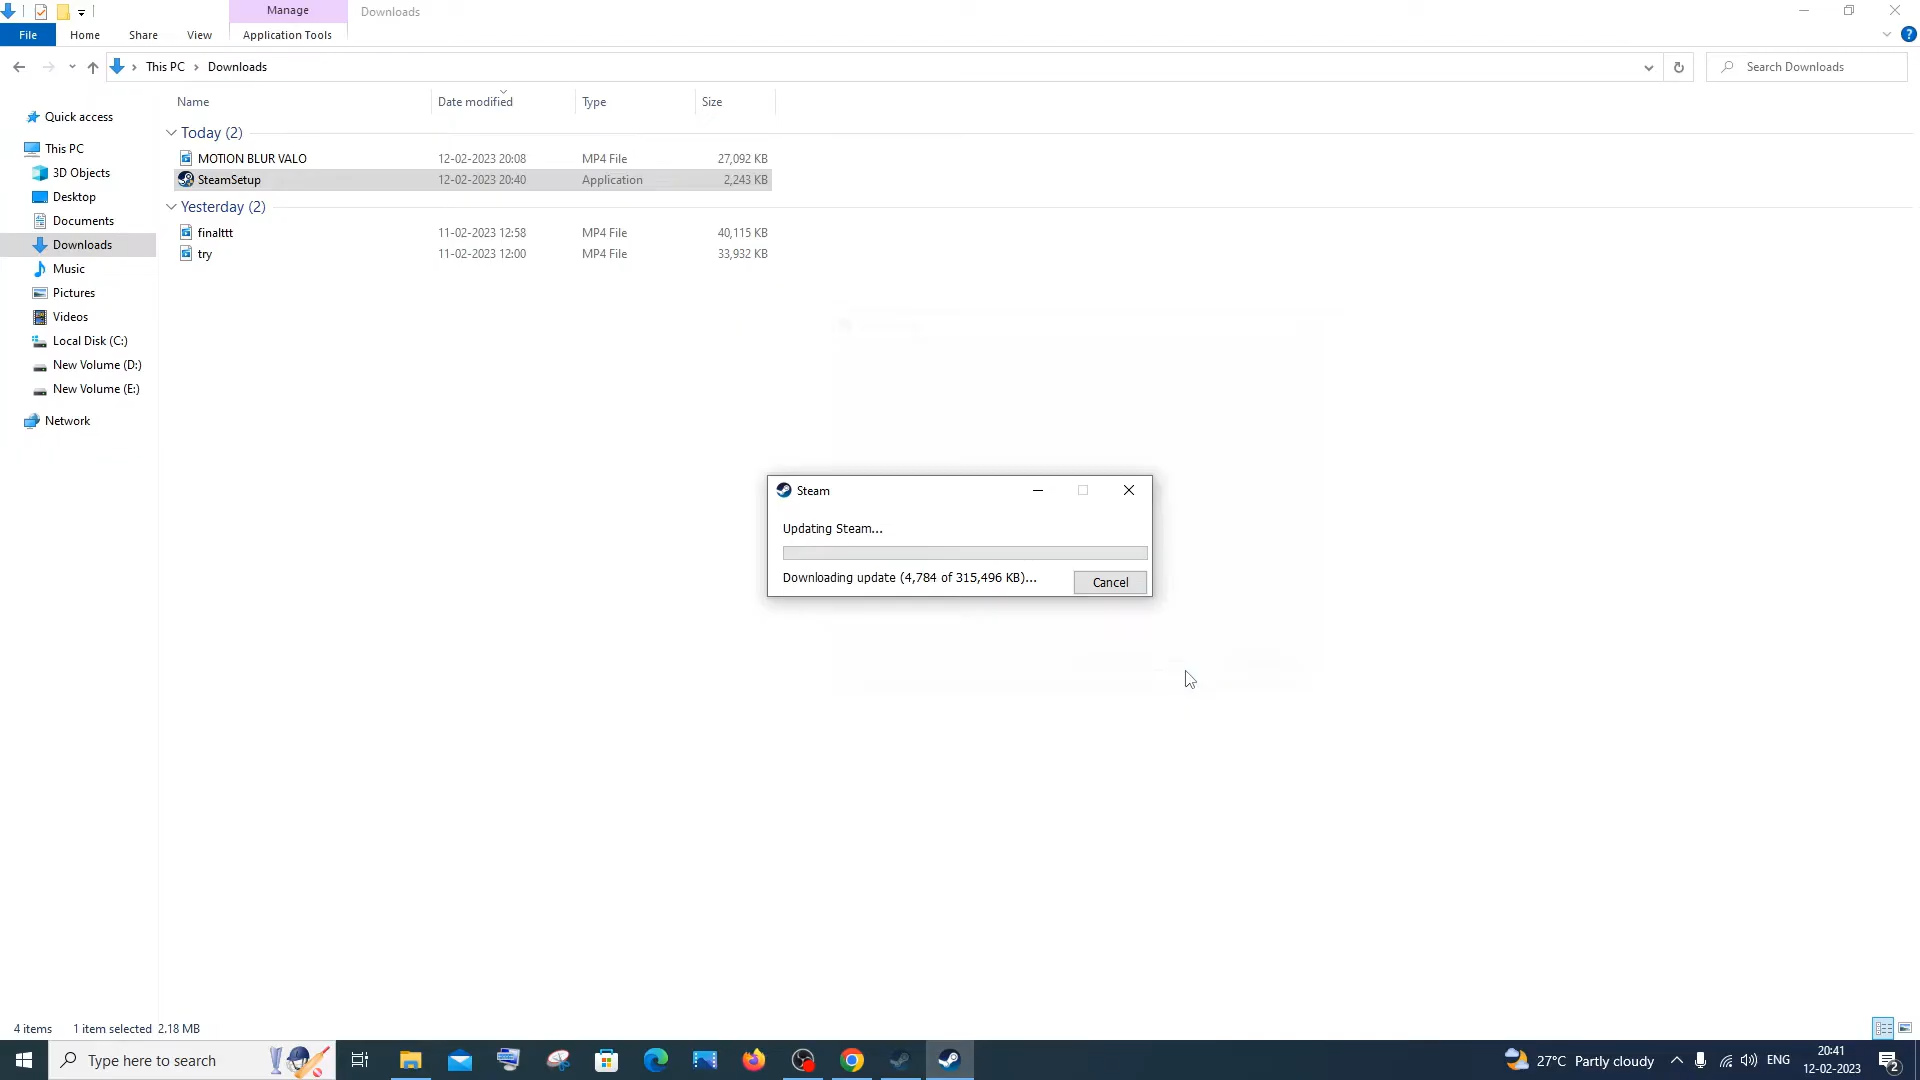 Manage
Downloads
File
Home
Share
View
Application Tools
This PC
Downloads
Search Downloads
Name
Date modified
Type
Size
Quick access
This PC
3D Objects
Desktop
Documents
Downloads
Music
Pictures
Videos
Local Disk (C:)
New Volume (D:)
New Volume (E:)
Network
Today (2)
MOTION BLUR VALO 12-02-2023 20:08 MP4 File 27,092 KB
SteamSetup 12-02-2023 20:40 Application 2,243 KB
Yesterday (2)
finalttt 11-02-2023 12:58 MP4 File 40,115 KB
try 11-02-2023 12:00 MP4 File 33,932 KB
Steam
Updating Steam...
Downloading update (4,784 of 315,496 KB)...
Cancel
4 items 1 item selected 2.18 MB
Type here to search
27°C Partly cloudy
ENG
20:41
12-02-2023
2